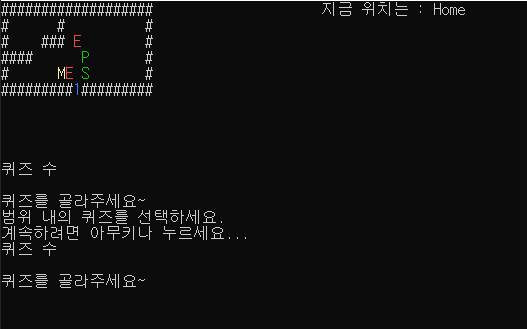 ###################                     지금 위치는 : Home
#      #          #
#    ### E        #
####      P       #
#      ME S       #
#########1#########
퀴즈 수
퀴즈를 골라주세요~
범위 내의 퀴즈를 선택하세요.
계속하려면 아무키나 누르세요...
퀴즈 수
퀴즈를 골라주세요~